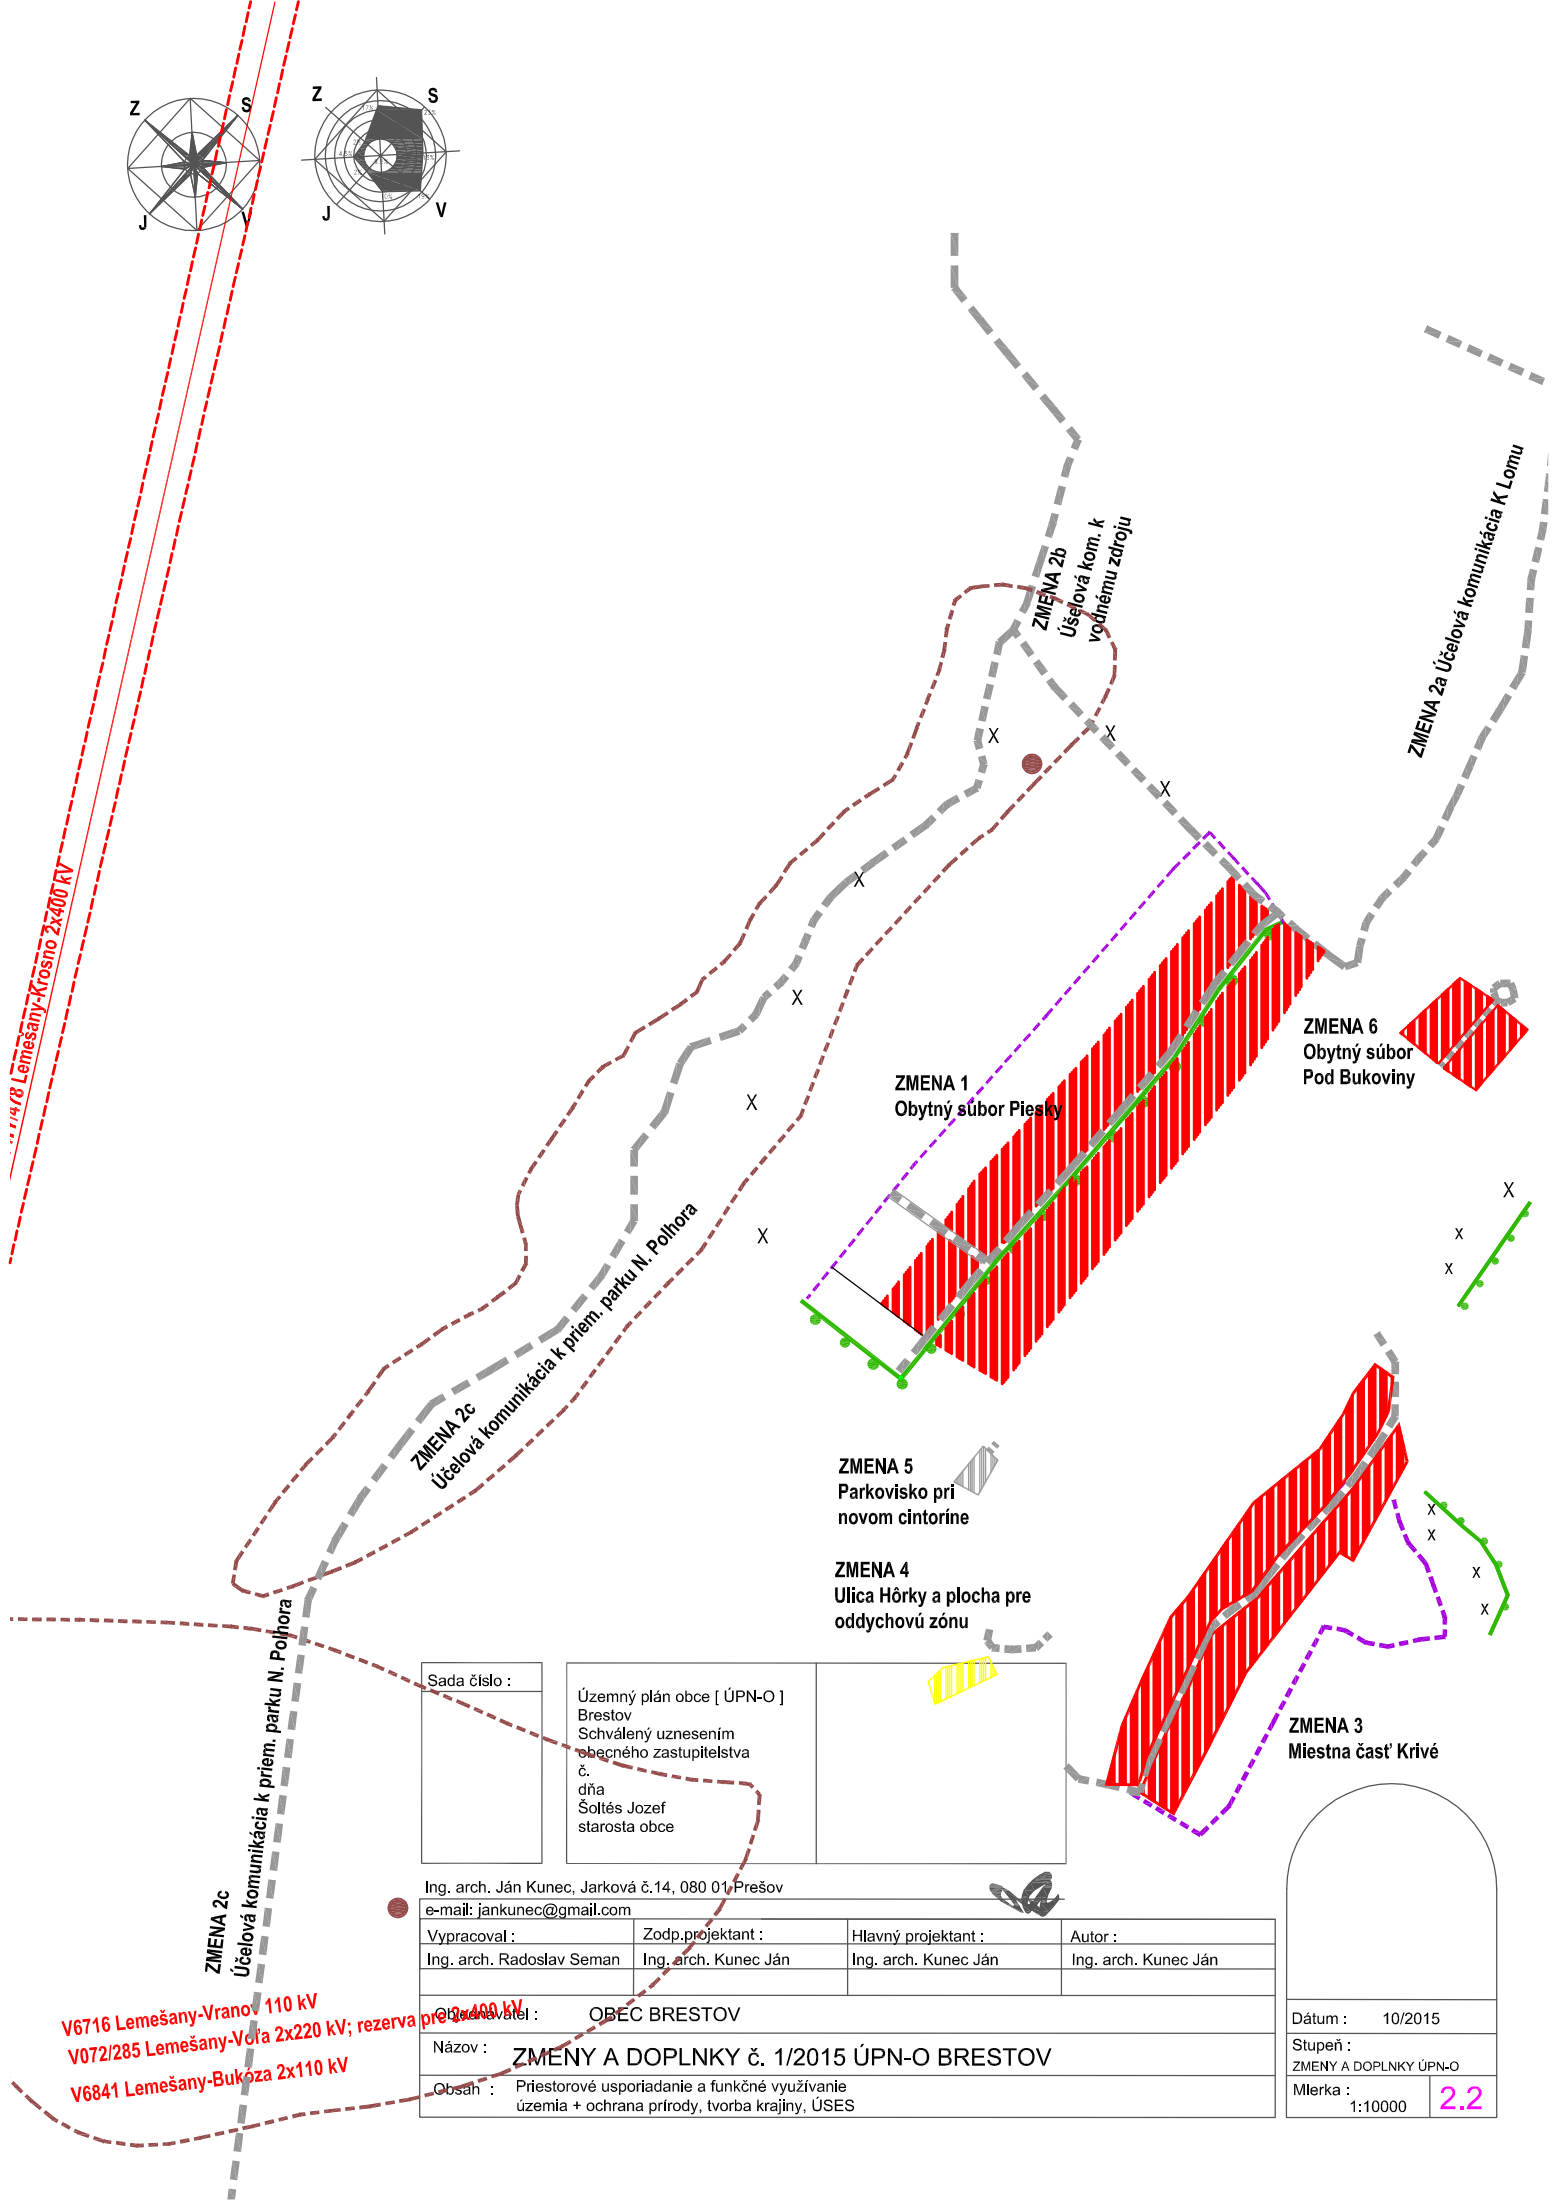 Z
S
J
V
Z
S
J
V
Lemešany-Krosno 2x400 kV
ZMENA 2b
Úšelová kom. k
vodnému zdroju
ZMENA 2a Účelová komunikácia K Lomu
X
X
X
X
X
X
X
ZMENA 1
Obytný súbor Piesky
ZMENA 6
Obytný súbor
Pod Bukoviny
X
X
X
ZMENA 2c
Účelová komunikácia k priem. parku N. Polhora
ZMENA 5
Parkovisko pri
novom cintoríne
X
X
X
X
ZMENA 4
Ulica Hôrky a plocha pre
oddychovú zónu
ZMENA 3
Miestna časť Krivé
ZMENA 2c
Účelová komunikácia k priem. parku N. Polhora
V6716 Lemešany-Vranov 110 kV
V072/285 Lemešany-Voľa 2x220 kV; rezerva pre 2x400 kV
V6841 Lemešany-Bukóza 2x110 kV
Sada číslo :
Územný plán obce [ ÚPN-O ]
Brestov
Schválený uznesením
obecného zastupitelstva
č.
dňa
Šoltés Jozef
starosta obce
Ing. arch. Ján Kunec, Jarková č.14, 080 01 Prešov
e-mail: jankunec@gmail.com
Vypracoval : Zodp.projektant : Hlavný projektant : Autor :
Ing. arch. Radoslav Seman Ing. arch. Kunec Ján Ing. arch. Kunec Ján Ing. arch. Kunec Ján
Objednávateľ : OBEC BRESTOV
Názov : ZMENY A DOPLNKY č. 1/2015 ÚPN-O BRESTOV
Obsah : Priestorové usporiadanie a funkčné využívanie
územia + ochrana prírody, tvorba krajiny, ÚSES
Dátum : 10/2015
Stupeň :
ZMENY A DOPLNKY ÚPN-O
Mierka :
1:10000
2.2